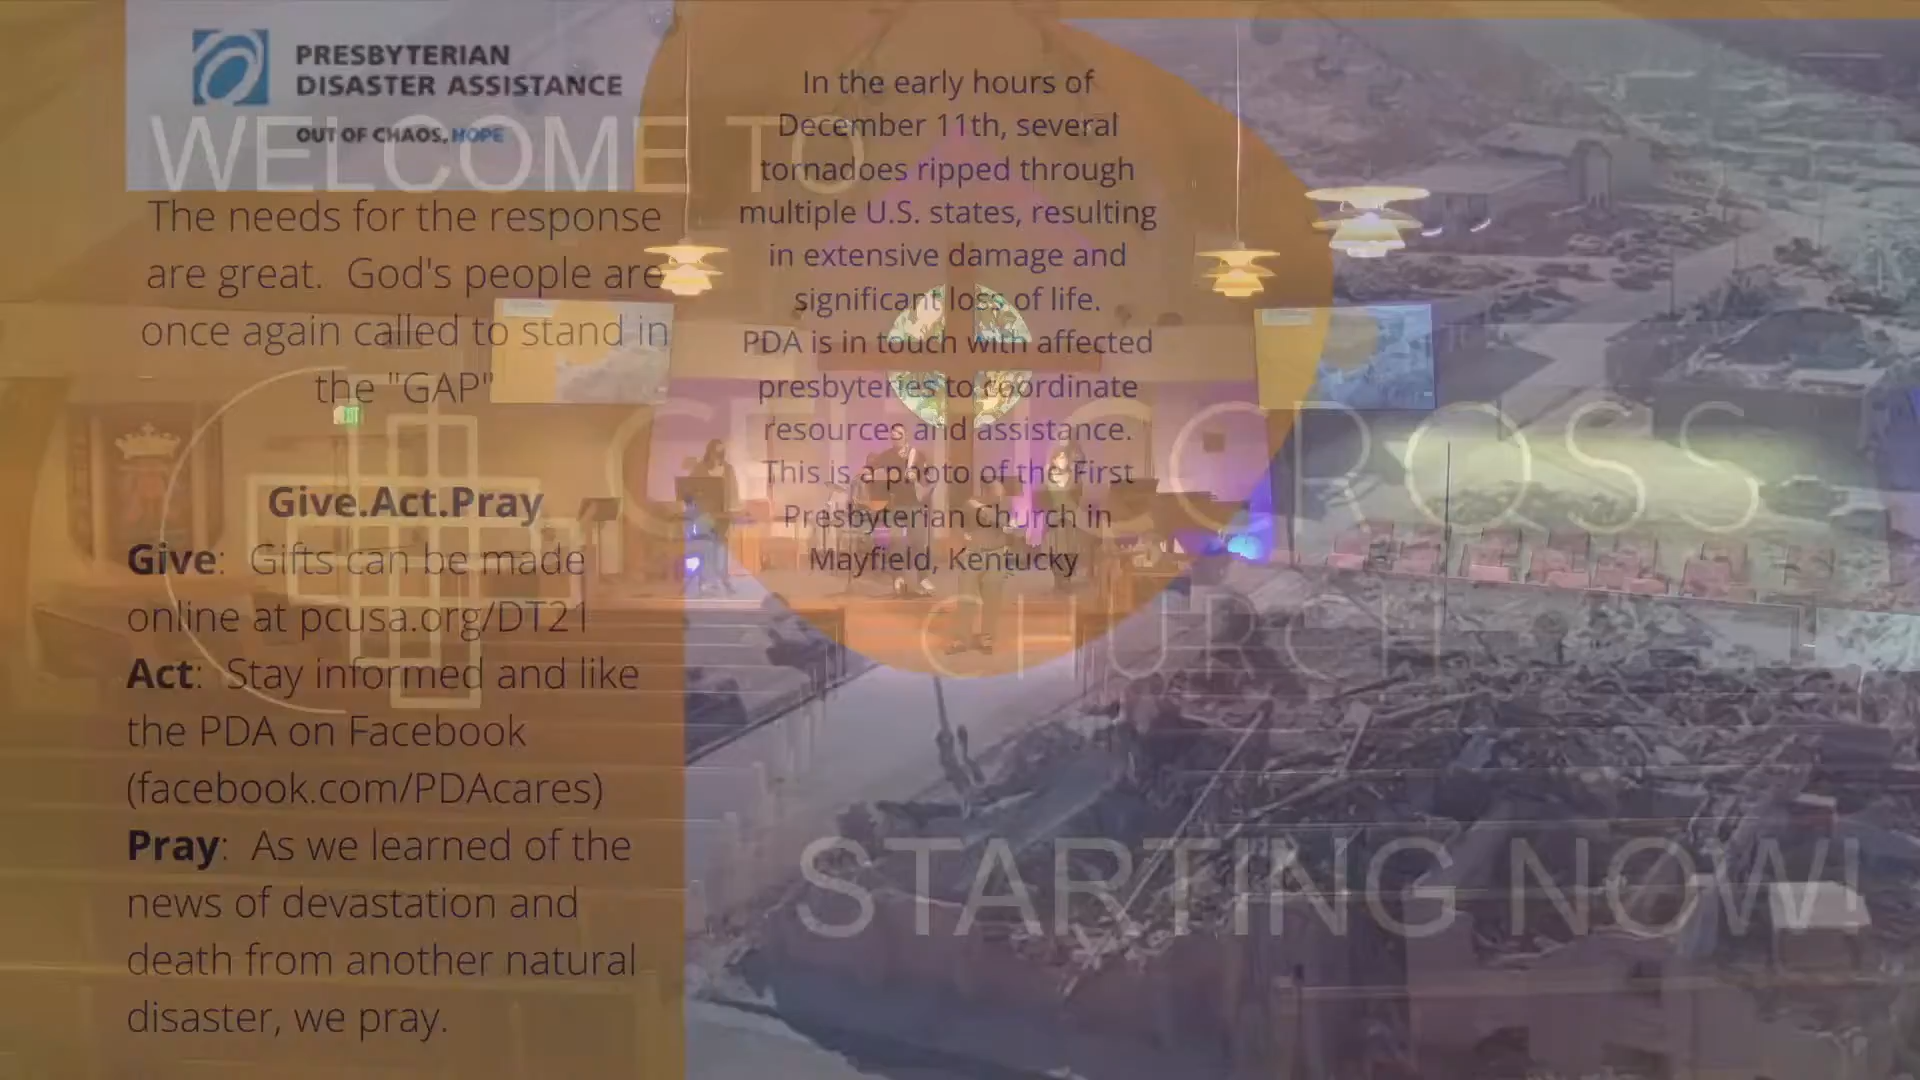 PRESBYTERIAN
DISASTER ASSISTANCE
OUT OF CHAOS, HOPE
WELCOME TO
The needs for the response
are great. God's people are
once again called to stand in
the "GAP"
Give.Act.Pray
Give: Gifts can be made
online at pcusa.org/DT21
Act: Stay informed and like
the PDA on Facebook
(facebook.com/PDAcares)
Pray: As we learned of the
news of devastation and
death from another natural
disaster, we pray.
In the early hours of
December 11th, several
tornadoes ripped through
multiple U.S. states, resulting
in extensive damage and
significant loss of life.
PDA is in touch with affected
presbyteries to coordinate
resources and assistance.
This is a photo of the First
Presbyterian Church in
Mayfield, Kentucky
CELTIC CROSS
CHURCH
STARTING NOW!
EXIT